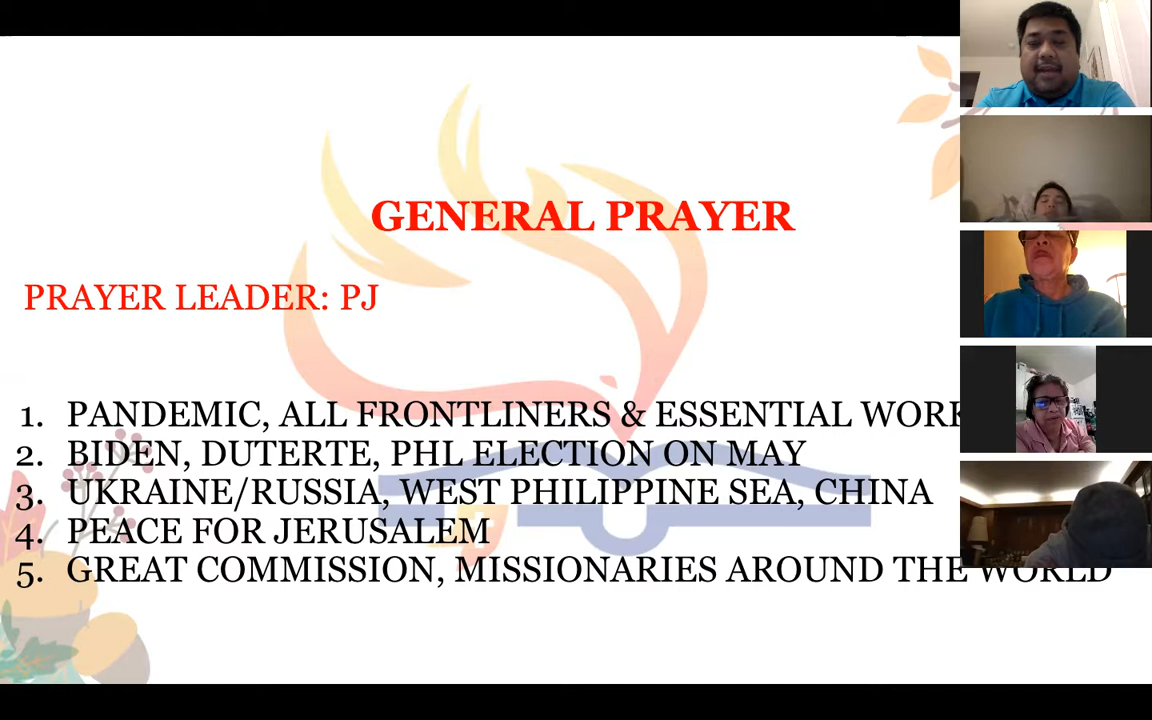 GENERAL PRAYER
PRAYER LEADER: PJ
1. PANDEMIC, ALL FRONTLINERS & ESSENTIAL
2. BIDEN, DUTERTE, PHL ELECTION ON MAY
3. UKRAINE/RUSSIA, WEST PHILIPPINE SEA, CHINA
4. PEACE FOR JERUSALEM
5. GREAT COMMISSION, MISSIONARIES AROUND THE WORLD